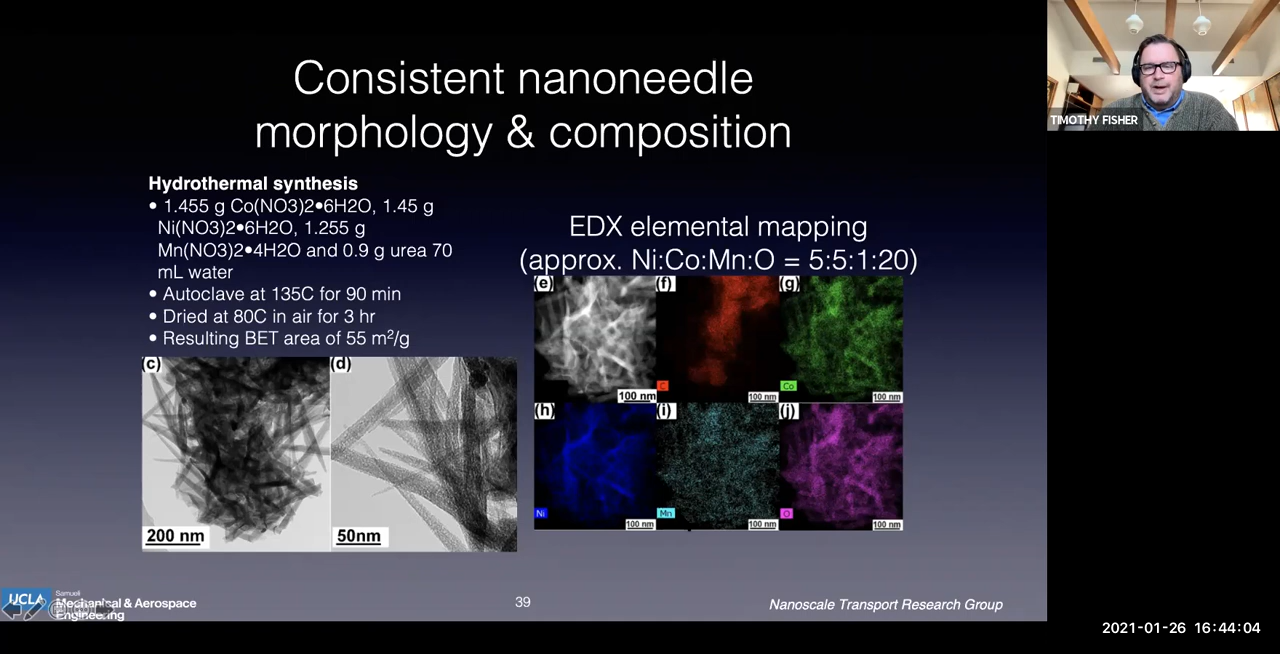 Consistent nanoneedle
morphology & composition
TIMOTHY FISHER
Hydrothermal synthesis
• 1.455 g Co(NO3)2•6H2O, 1.45 g
Ni(NO3)2•6H2O, 1.255 g
Mn(NO3)2•4H2O and 0.9 g urea 70
mL water
• Autoclave at 135C for 90 min
• Dried at 80C in air for 3 hr
• Resulting BET area of 55 m²/g
EDX elemental mapping
(approx. Ni:Co:Mn:O = 5:5:1:20)
(c)
200 nm
(d)
50nm
(e)
100 nm
(f)
C
100 nm
(g)
Co
100 nm
(h)
Ni
100 nm
(i)
Mn
100 nm
(j)
O
100 nm
UCLA
Samueli
Mechanical & Aerospace
Engineering
39
Nanoscale Transport Research Group
2021-01-26 16:44:04